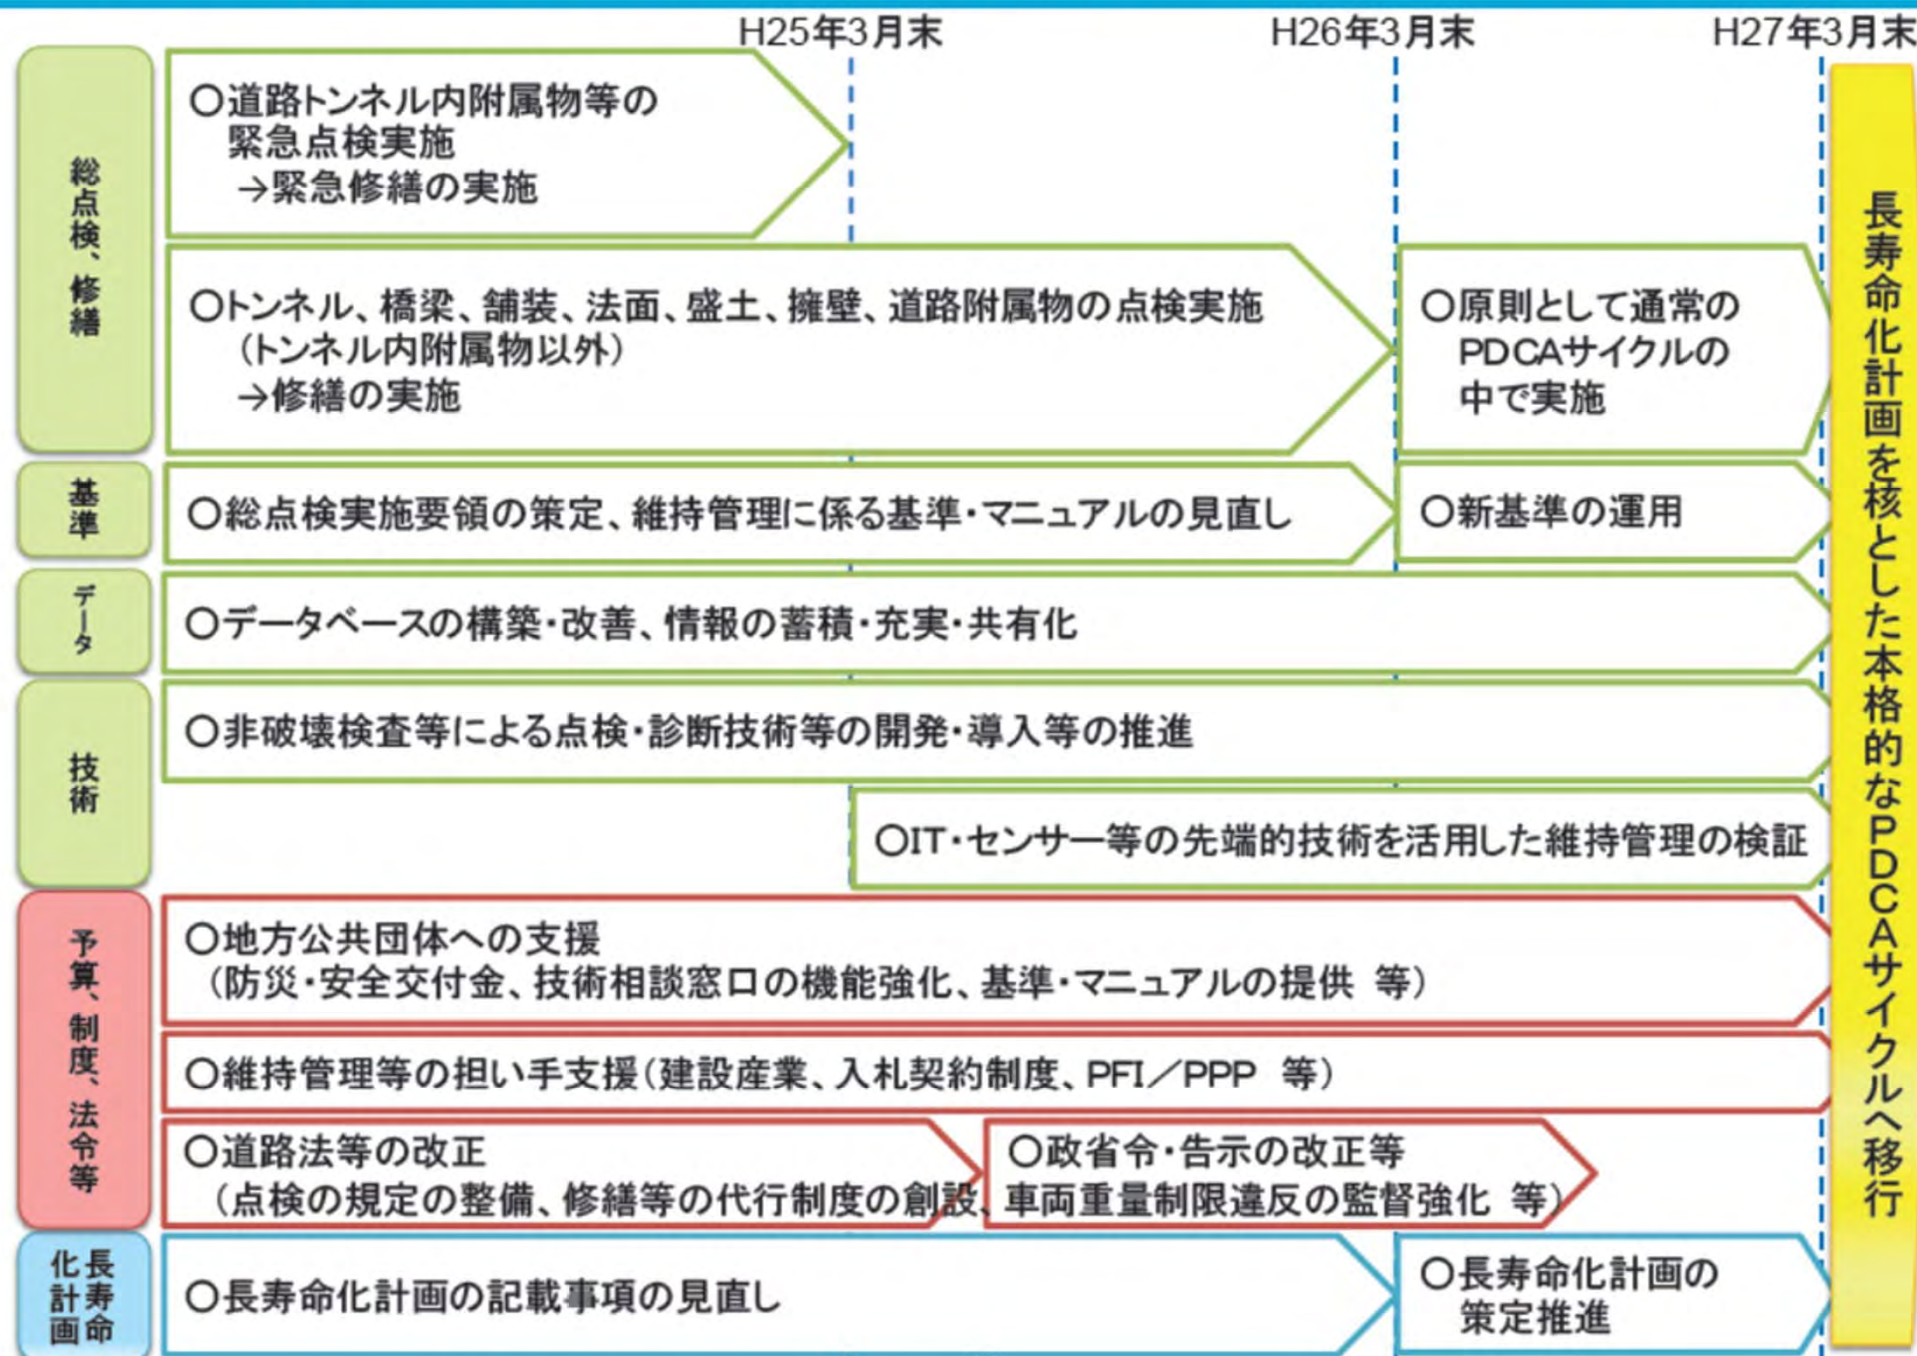 H25年3月末
H26年3月末
H27年3月末
総点検、修繕
○道路トンネル内附属物等の
緊急点検実施
→緊急修繕の実施
○トンネル、橋梁、舗装、法面、盛土、擁壁、道路附属物の点検実施
（トンネル内附属物以外）
→修繕の実施
○原則として通常の
PDCAサイクルの
中で実施
基準
○総点検実施要領の策定、維持管理に係る基準・マニュアルの見直し
○新基準の運用
データ
○データベースの構築・改善、情報の蓄積・充実・共有化
技術
○非破壊検査等による点検・診断技術等の開発・導入等の推進
○IT・センサー等の先端的技術を活用した維持管理の検証
予算、制度、法令等
○地方公共団体への支援
（防災・安全交付金、技術相談窓口の機能強化、基準・マニュアルの提供 等）
○維持管理等の担い手支援（建設産業、入札契約制度、PFI／PPP 等）
○道路法等の改正
○政省令・告示の改正等
（点検の規定の整備、修繕等の代行制度の創設、車両重量制限違反の監督強化 等）
長寿命
化計画
○長寿命化計画の記載事項の見直し
○長寿命化計画の
策定推進
長寿命化計画を核とした本格的なPDCAサイクルへ移行